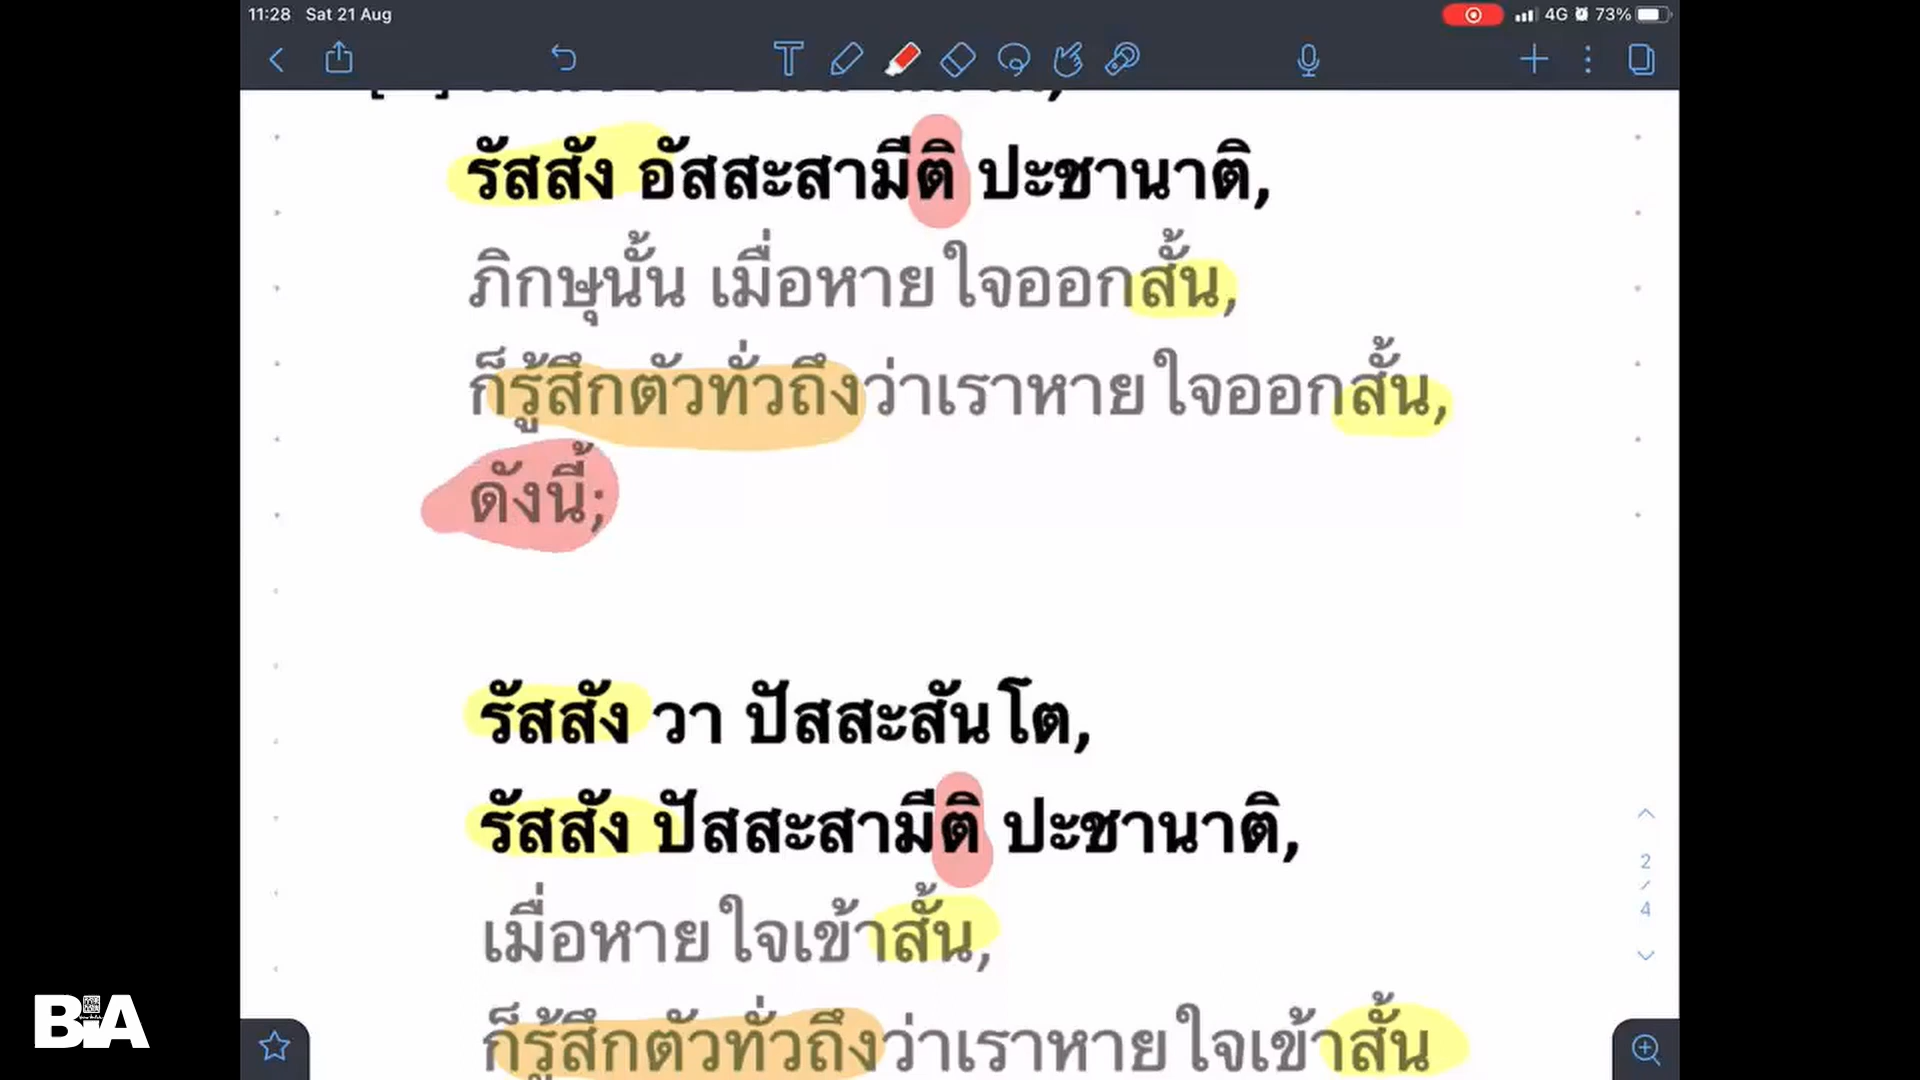 11:28 Sat 21 Aug
4G 73%
รัสสัง อัสสะสามีติ ปะชานาติ,
ภิกษุนั้น เมื่อหายใจออกสั้น,
ก็รู้สึกตัวทั่วถึงว่าเราหายใจออกสั้น,
ดังนี้;
รัสสัง วา ปัสสะสันโต,
รัสสัง ปัสสะสามีติ ปะชานาติ,
เมื่อหายใจเข้าสั้น,
ก็รู้สึกตัวทั่วถึงว่าเราหายใจเข้าสั้น
2
/
4
BIA